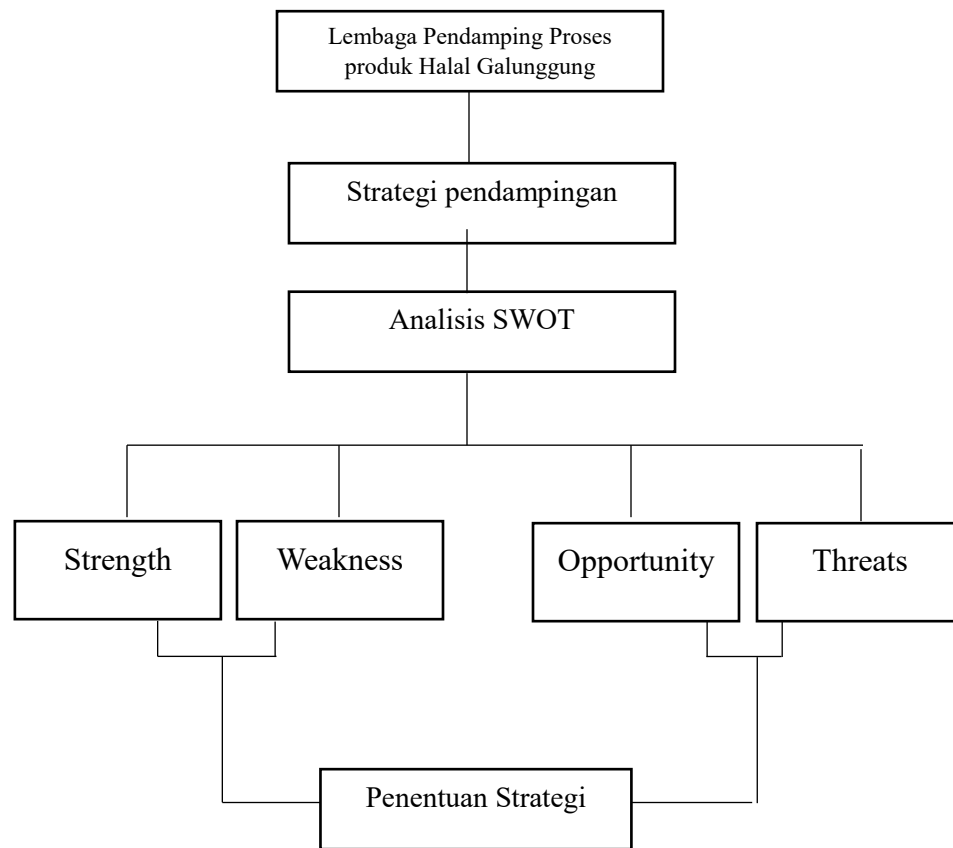 Lembaga Pendamping Proses
produk Halal Galunggung
Strategi pendampingan
Analisis SWOT
Strength
Weakness
Opportunity
Threats
Penentuan Strategi